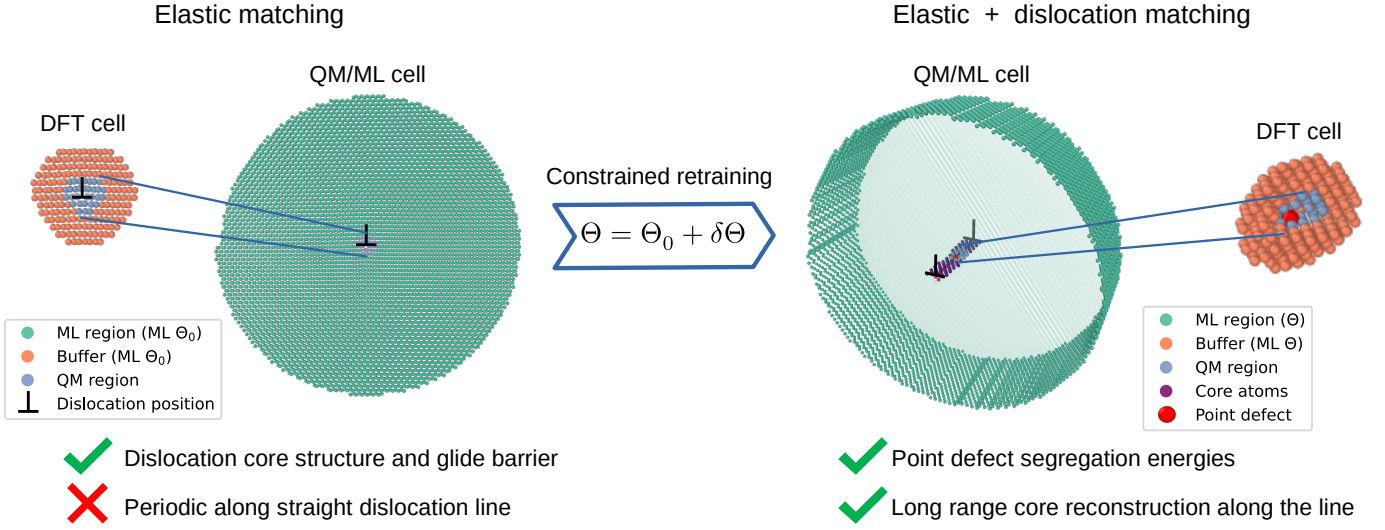 Elastic matching
QM/ML cell
DFT cell
ML region (ML Θ₀)
Buffer (ML Θ₀)
QM region
Dislocation position
Dislocation core structure and glide barrier
Periodic along straight dislocation line
Constrained retraining
Θ = Θ₀ + δΘ
Elastic + dislocation matching
QM/ML cell
DFT cell
ML region (Θ)
Buffer (ML Θ)
QM region
Core atoms
Point defect
Point defect segregation energies
Long range core reconstruction along the line